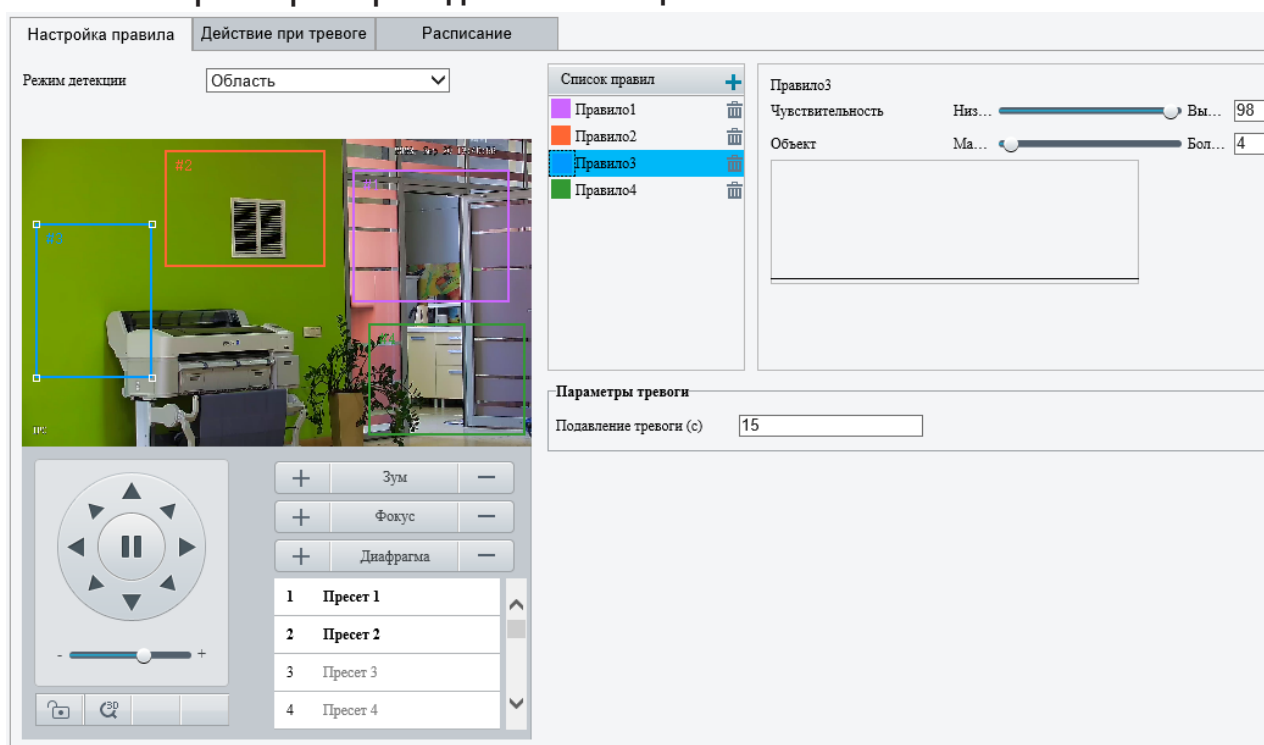 Настройка правила
Действие при тревоге
Расписание
Режим детекции
Область
#2
#3
Список правил
Правило1
Правило2
Правило3
Правило4
Правило3
Чувствительность
Низ...
Вы...
98
Объект
Ма...
Бол...
4
Параметры тревоги
Подавление тревоги (с)
15
+ Зум −
+ Фокус −
+ Диафрагма −
- +
1 Пресет 1
2 Пресет 2
3 Пресет 3
4 Пресет 4
3D